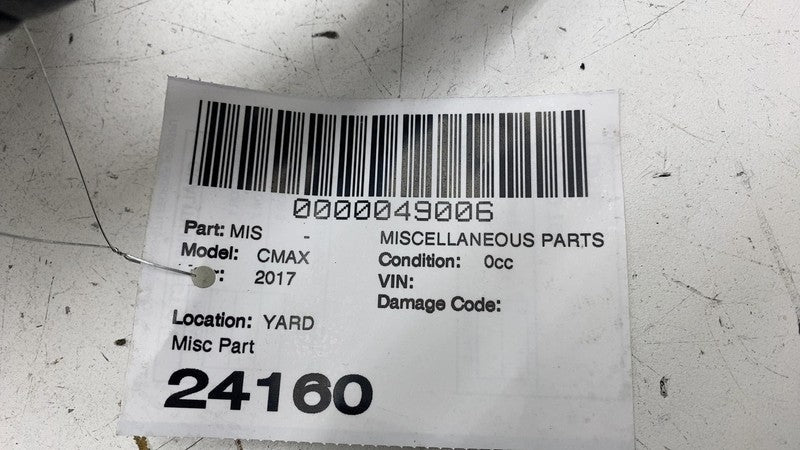 0000049006
Part: MIS - MISCELLANEOUS PARTS
Model: CMAX Condition: 0cc
2017 VIN:
Damage Code:
Location: YARD
Misc Part
24160